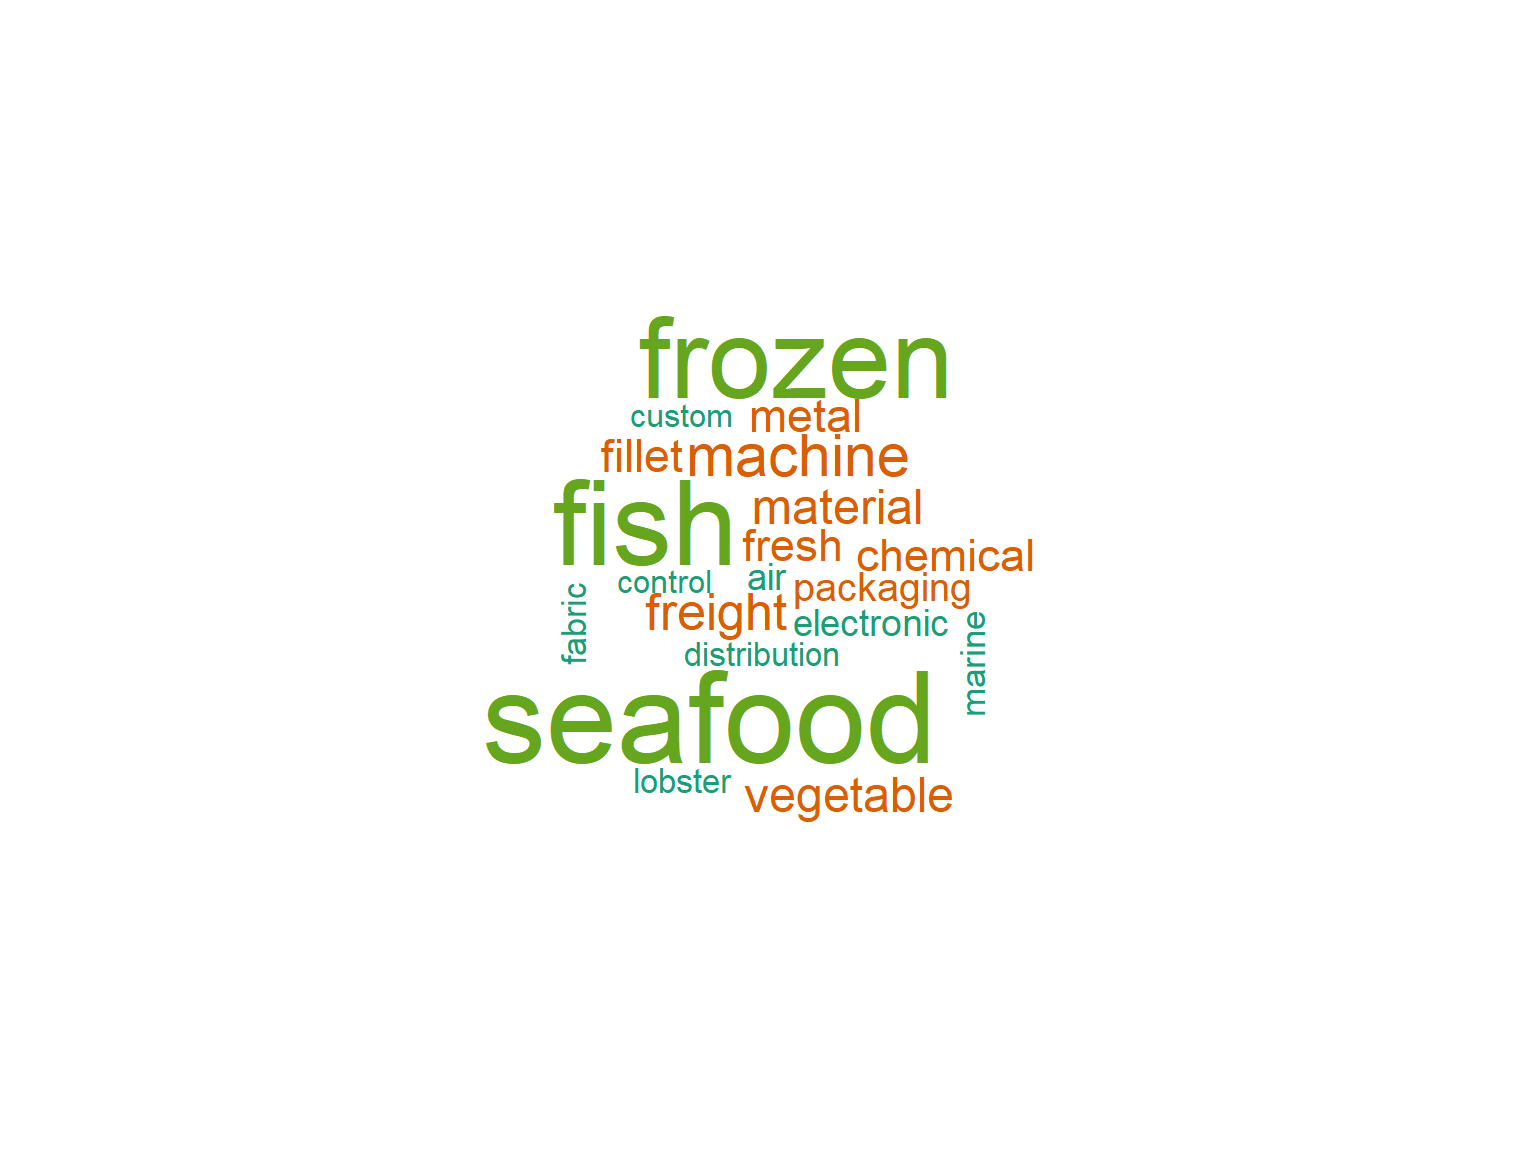 frozen
custom metal
fillet machine
fish material
fresh chemical
control air packaging
fabric freight electronic marine
distribution
seafood
lobster vegetable